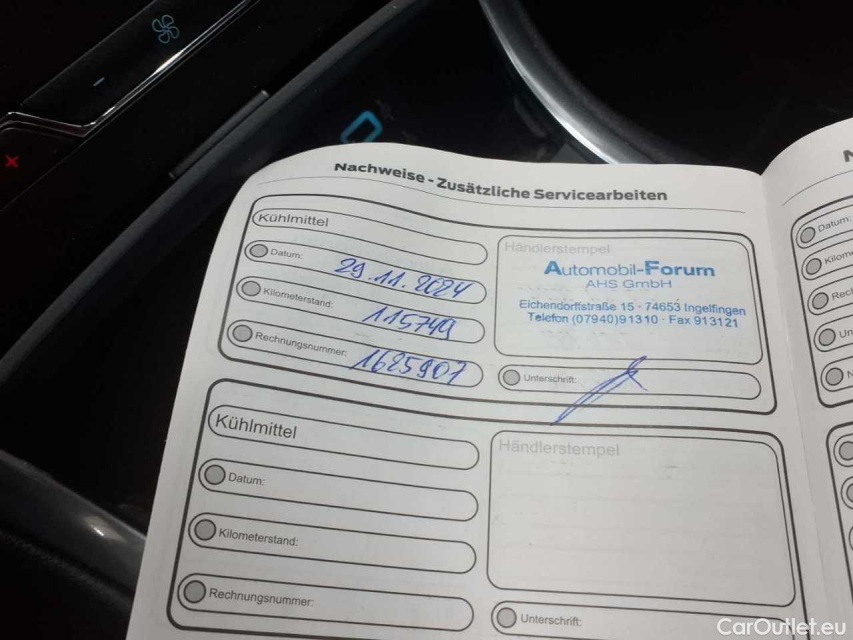 Nachweise - Zusätzliche Servicearbeiten
Kühlmittel
Datum: 29.11.2024
Kilometerstand: 115749
Rechnungsnummer: 1625907
Händlerstempel
Automobil-Forum
AHS GmbH
Eichendorffstraße 15 · 74653 Ingelfingen
Telefon (07940)91310 · Fax 913121
Unterschrift:
Kühlmittel
Datum:
Kilometerstand:
Rechnungsnummer:
Händlerstempel
Unterschrift:
Datum:
CarOutlet.eu